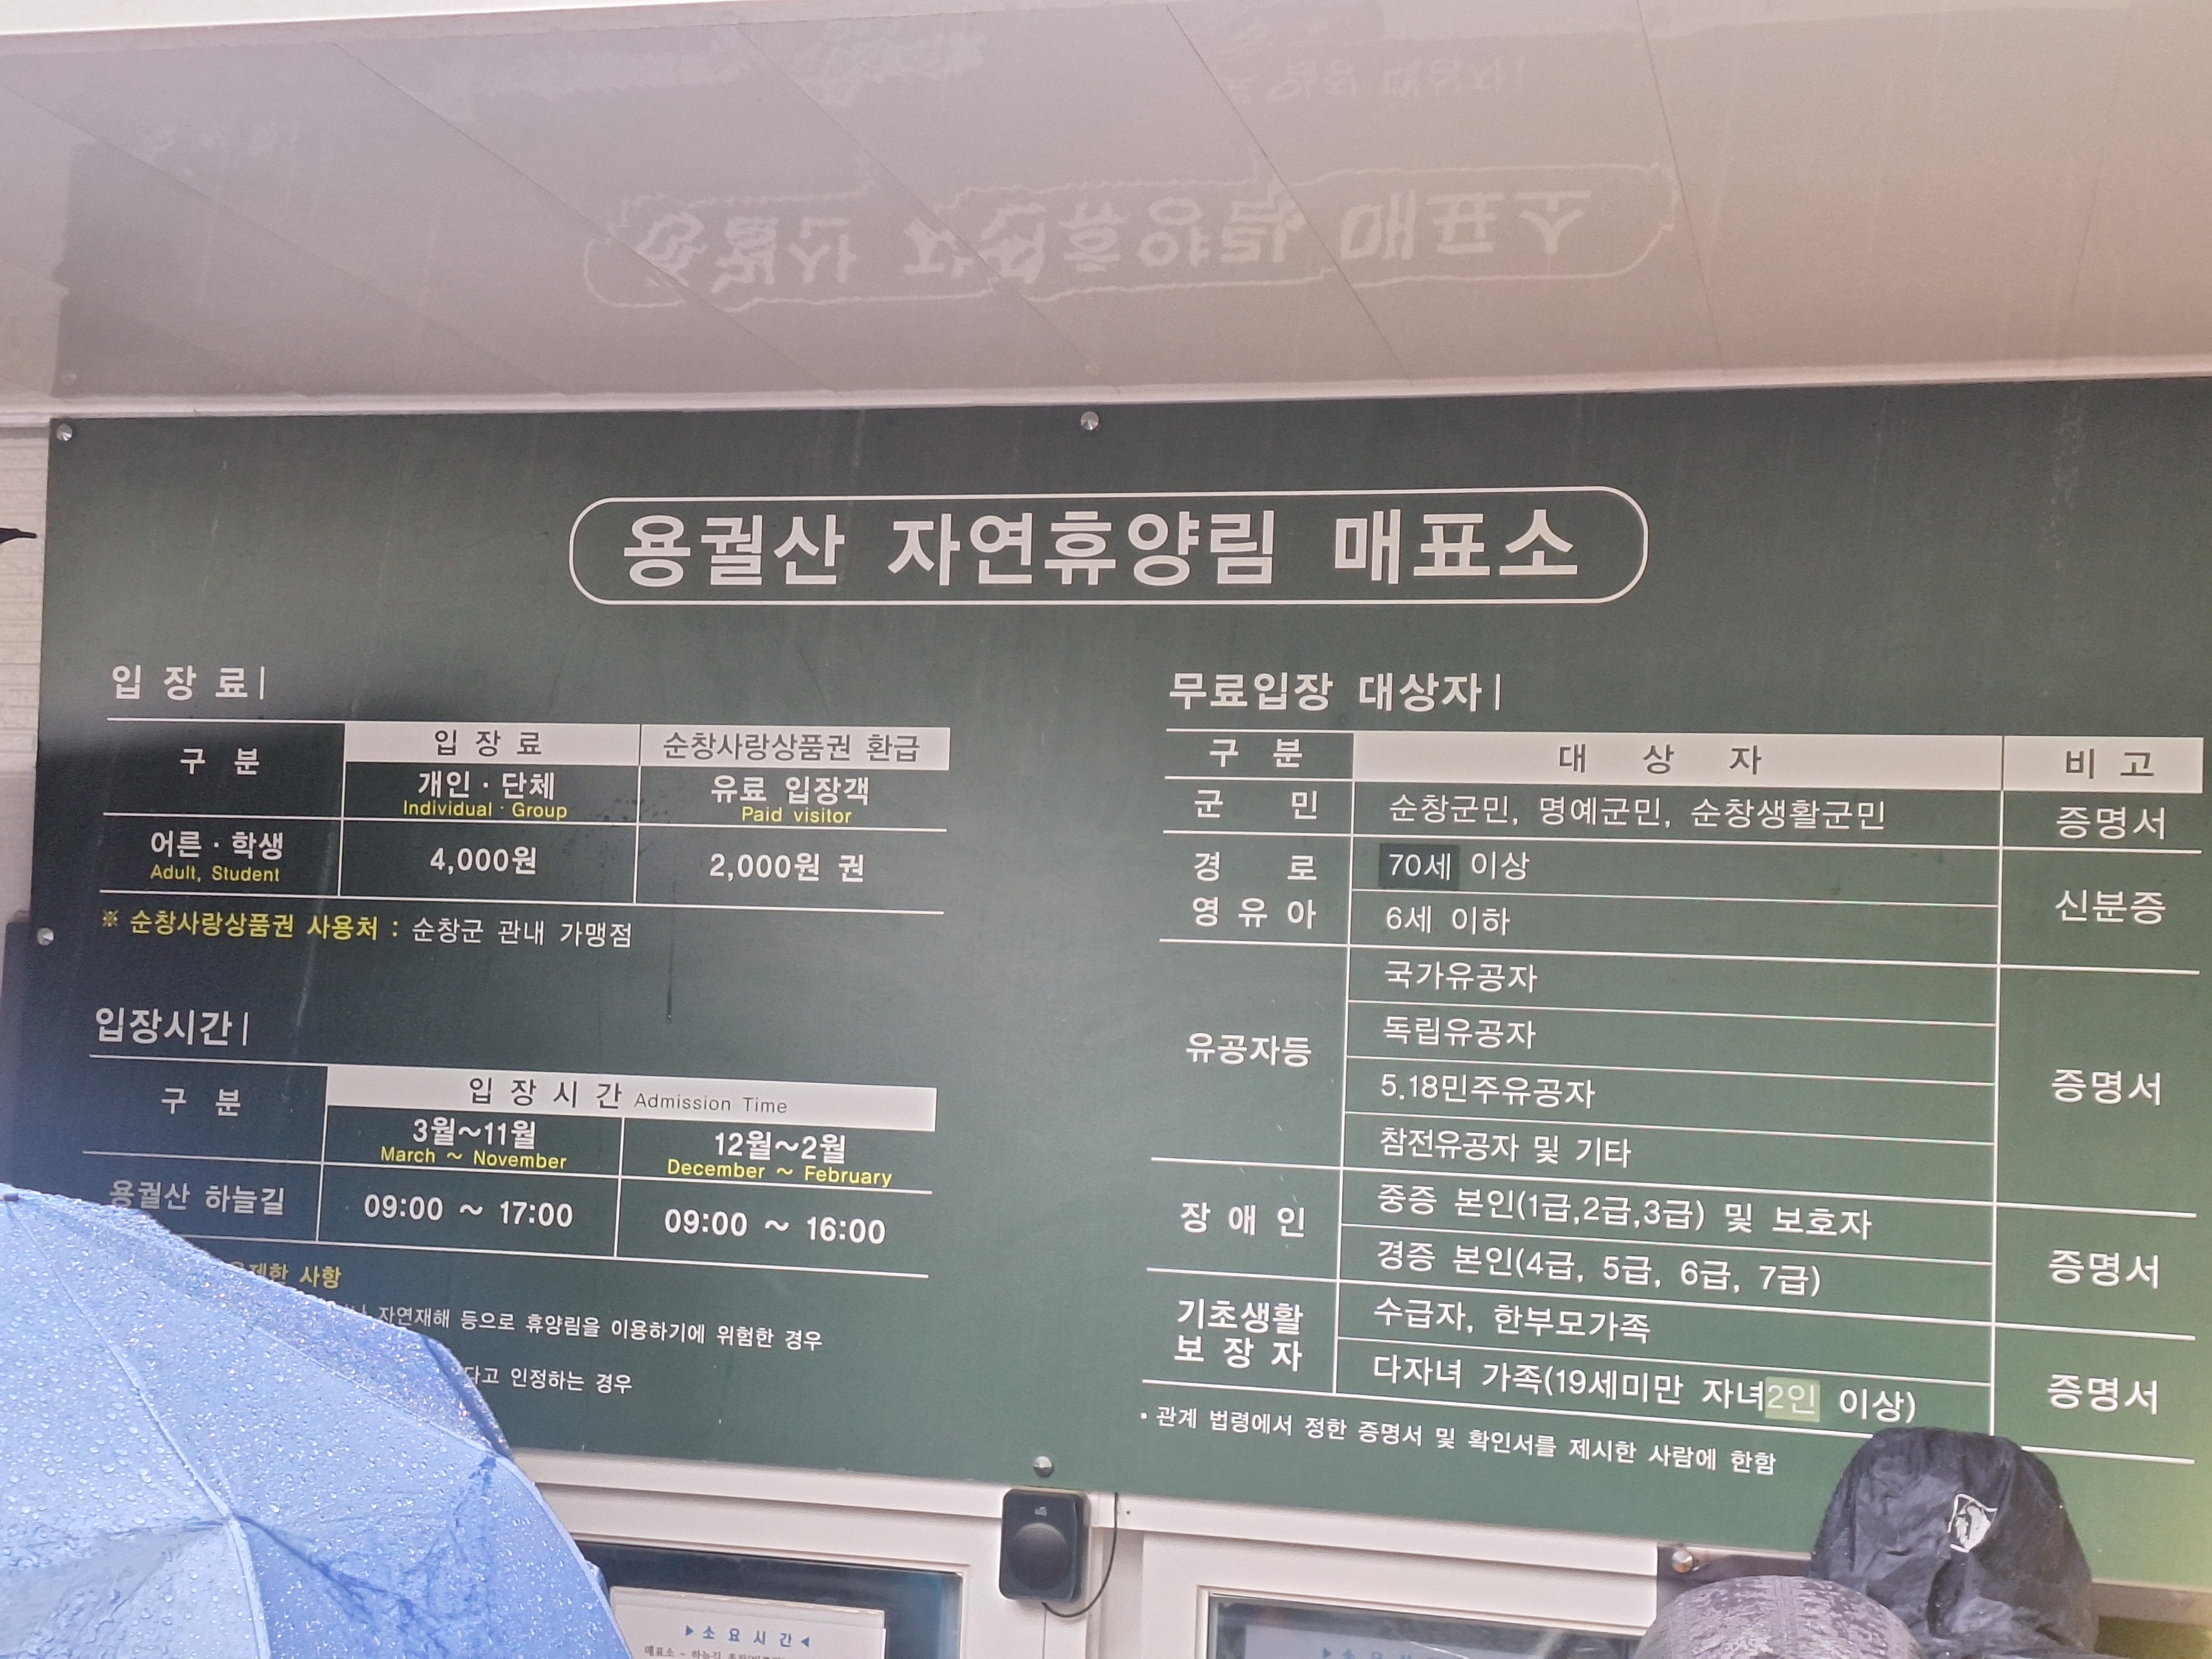 용궐산 자연휴양림 매표소
입 장 료|
구 분 입 장 료 순창사랑상품권 환급
개인 · 단체 유료 입장객
Individual · Group Paid visitor
어른 · 학생 4,000원 2,000원 권
Adult, Student
※ 순창사랑상품권 사용처 : 순창군 관내 가맹점
입장시간|
구 분 입 장 시 간 Admission Time
3월~11월 12월~2월
March ~ November December ~ February
용궐산 하늘길 09:00 ~ 17:00 09:00 ~ 16:00
사항
자연재해 등으로 휴양림을 이용하기에 위험한 경우
다고 인정하는 경우
무료입장 대상자|
구 분 대 상 자 비 고
군 민 순창군민, 명예군민, 순창생활군민 증명서
경 로 70세 이상 신분증
영 유 아 6세 이하
유공자등 국가유공자 증명서
독립유공자
5.18민주유공자
참전유공자 및 기타
장 애 인 중증 본인(1급,2급,3급) 및 보호자 증명서
경증 본인(4급, 5급, 6급, 7급)
기초생활 보 장 자 수급자, 한부모가족 증명서
다자녀 가족(19세미만 자녀2인 이상)
• 관계 법령에서 정한 증명서 및 확인서를 제시한 사람에 한함
▶ 소 요 시 간 ◀
매표소 - 하늘길